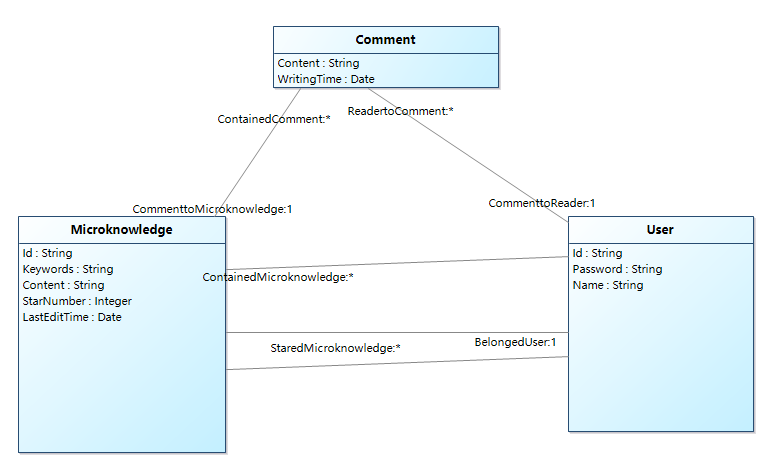 Comment
Content : String
WritingTime : Date
ContainedComment:*
ReadertoComment:*
CommenttoMicroknowledge:1
CommenttoReader:1
Microknowledge
Id : String
Keywords : String
Content : String
StarNumber : Integer
LastEditTime : Date
User
Id : String
Password : String
Name : String
ContainedMicroknowledge:*
BelongedUser:1
StaredMicroknowledge:*